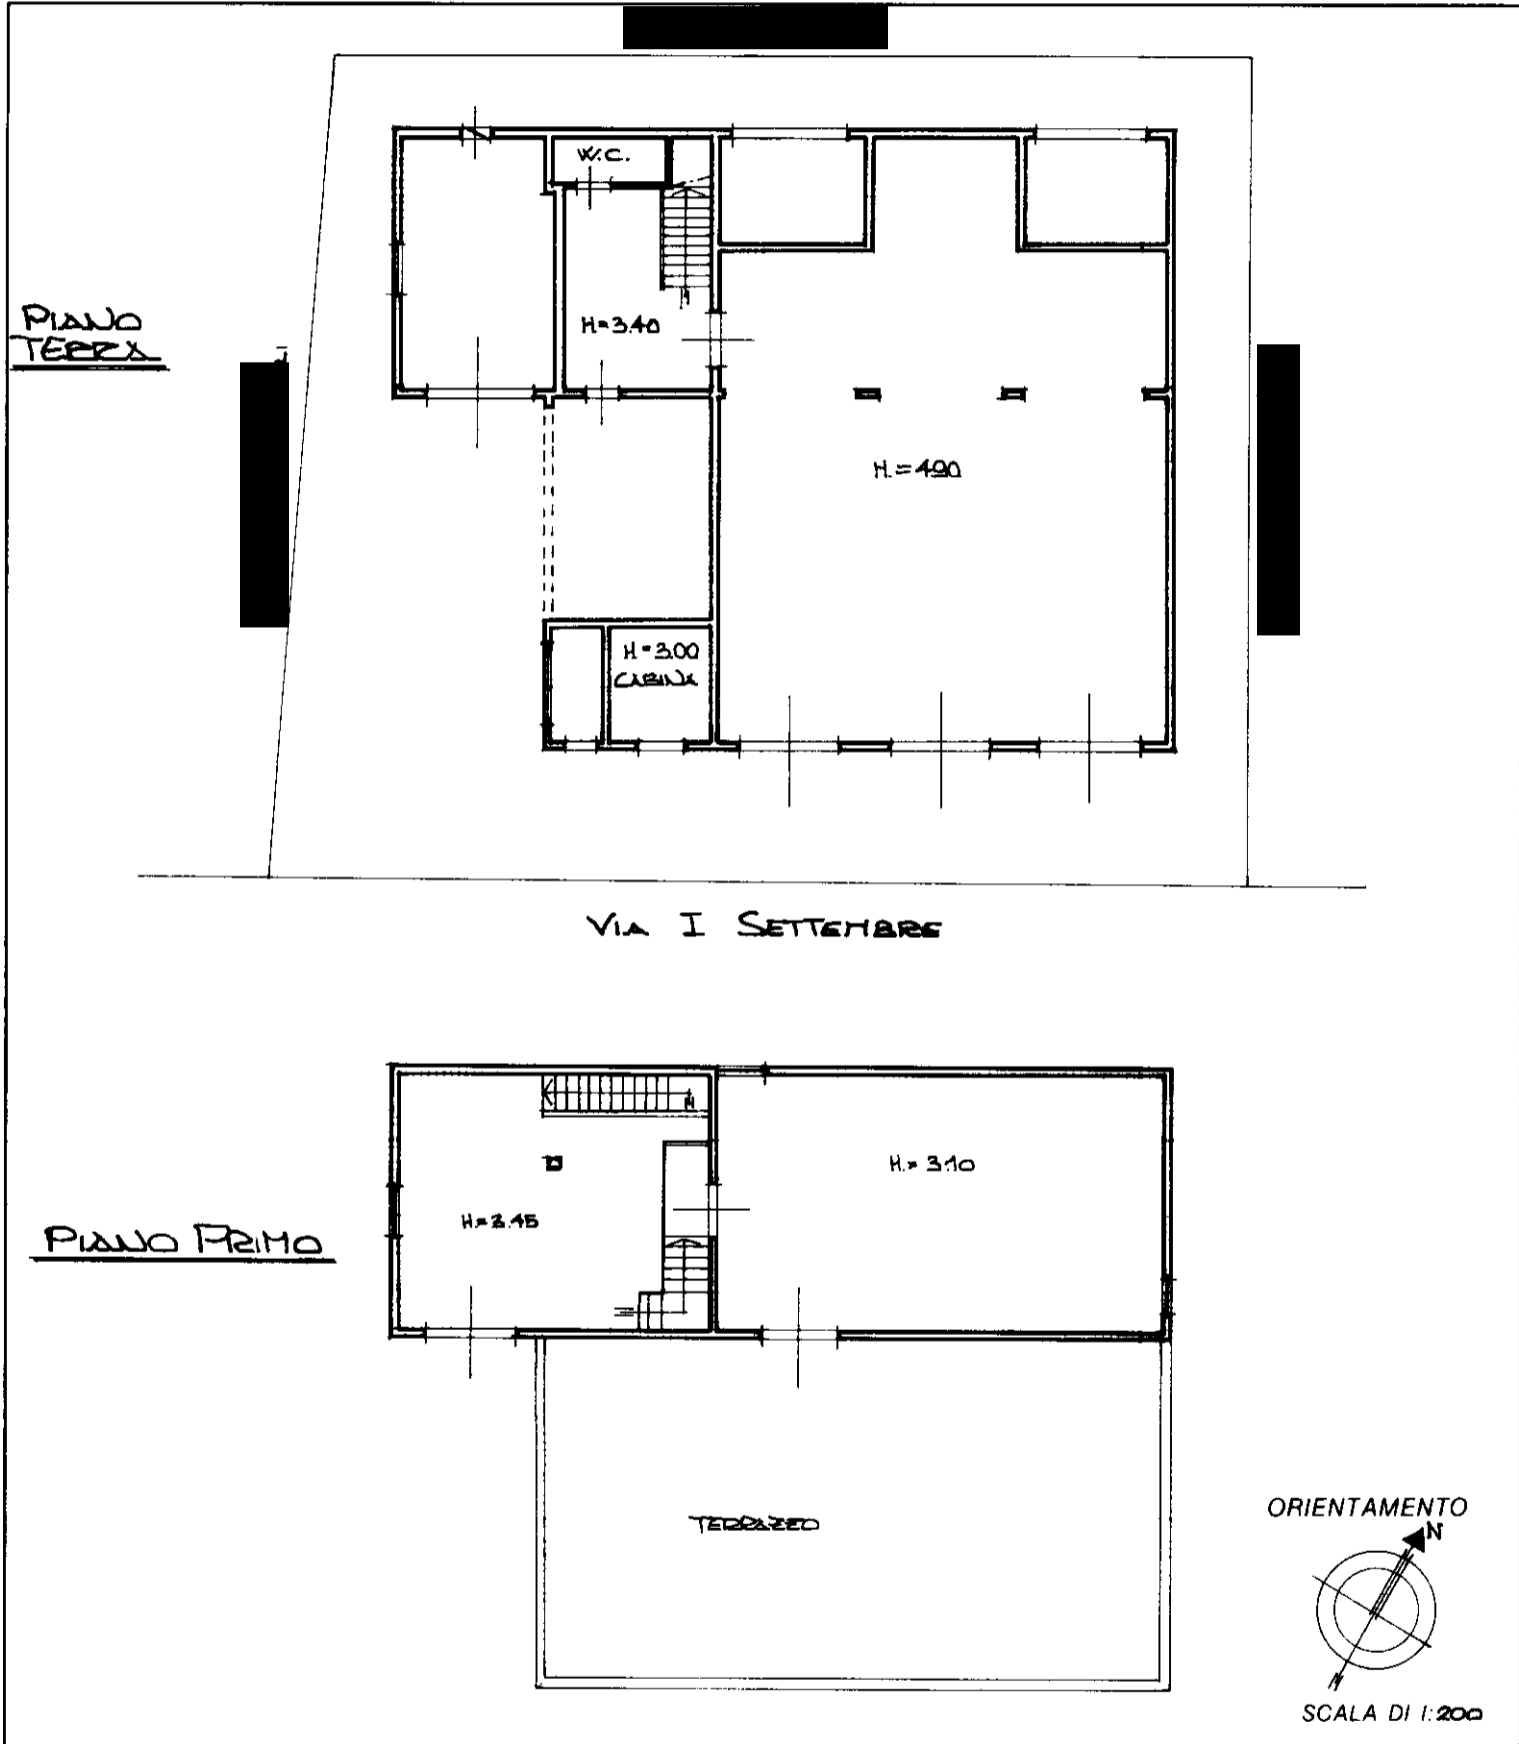 W.C.
H=3.40
PIANO
TERRA
H.=4.90
H=3.00
CABINA
VIA I SETTEMBRE
H.=3.10
H=3.45
PIANO PRIMO
TERRAZZO
ORIENTAMENTO
N
SCALA DI 1:200